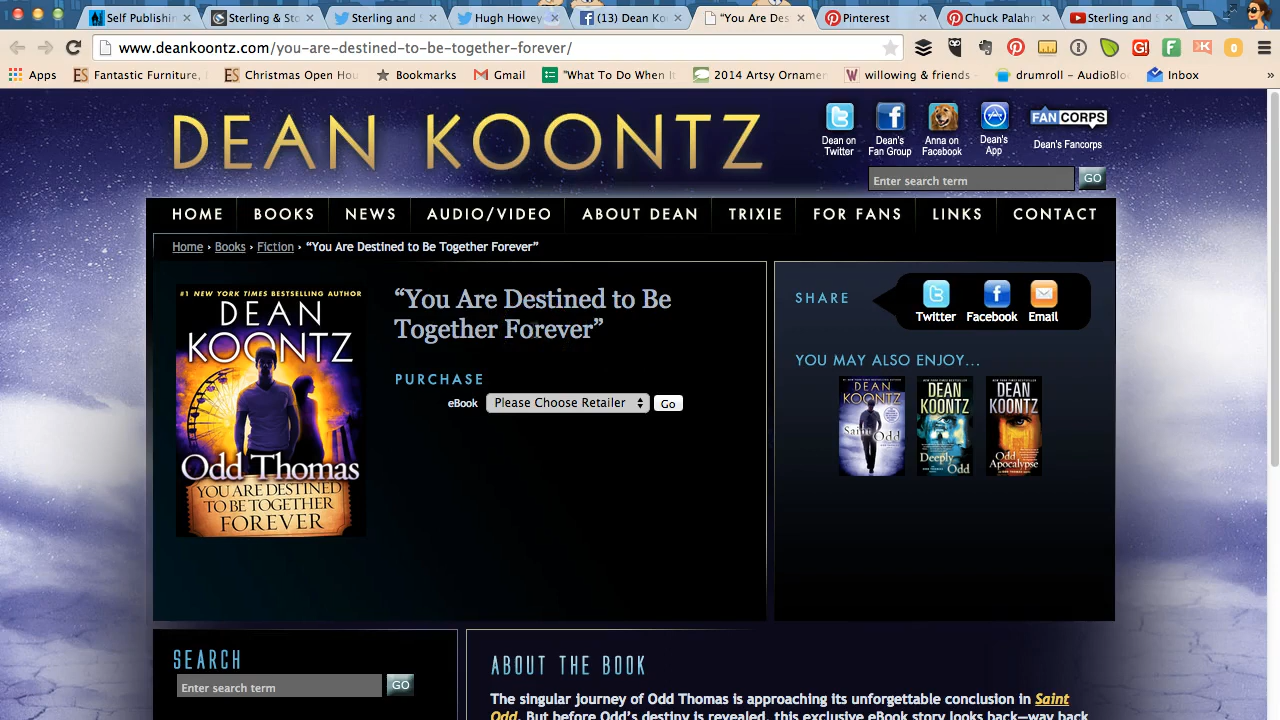 Self Publishin
Sterling & Sto
Sterling and S
Hugh Howey
(13) Dean Ko
"You Are Des
Pinterest
Chuck Palahn
Sterling and S
www.deankoontz.com/you-are-destined-to-be-together-forever/
Apps
Fantastic Furniture,
Christmas Open Hou
Bookmarks
Gmail
"What To Do When It
2014 Artsy Ornamen
willowing & friends
drumroll – AudioBlo
Inbox
»
DEAN KOONTZ
Dean on Twitter
Dean's Fan Group
Anna on Facebook
Dean's App
FAN CORPS
Dean's Fancorps
Enter search term
GO
HOME
BOOKS
NEWS
AUDIO/VIDEO
ABOUT DEAN
TRIXIE
FOR FANS
LINKS
CONTACT
Home › Books › Fiction › “You Are Destined to Be Together Forever”
#1 NEW YORK TIMES BESTSELLING AUTHOR
DEAN
KOONTZ
Odd Thomas
YOU ARE DESTINED
TO BE TOGETHER
FOREVER
“You Are Destined to Be
Together Forever”
PURCHASE
eBook
Please Choose Retailer
Go
SHARE
Twitter
Facebook
Email
YOU MAY ALSO ENJOY...
DEAN
KOONTZ
Saint Odd
DEAN
KOONTZ
Deeply
Odd
DEAN
KOONTZ
Odd
Apocalypse
SEARCH
Enter search term
GO
ABOUT THE BOOK
The singular journey of Odd Thomas is approaching its unforgettable conclusion in Saint
Odd. But before Odd’s destiny is revealed, this exclusive eBook story looks back—way back